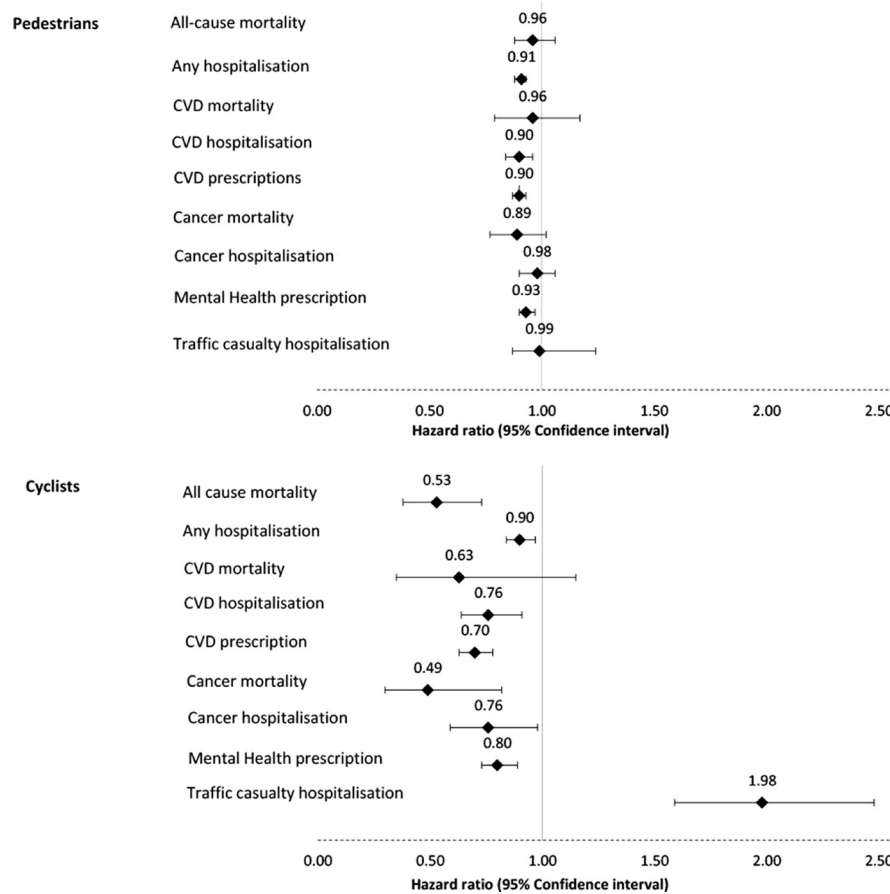 Pedestrians
All-cause mortality
0.96
Any hospitalisation
0.91
CVD mortality
0.96
CVD hospitalisation
0.90
CVD prescriptions
0.90
Cancer mortality
0.89
Cancer hospitalisation
0.98
Mental Health prescription
0.93
Traffic casualty hospitalisation
0.99
0.00 0.50 1.00 1.50 2.00 2.50
Hazard ratio (95% Confidence interval)
Cyclists
All cause mortality
0.53
Any hospitalisation
0.90
CVD mortality
0.63
CVD hospitalisation
0.76
CVD prescription
0.70
Cancer mortality
0.49
Cancer hospitalisation
0.76
Mental Health prescription
0.80
Traffic casualty hospitalisation
1.98
0.00 0.50 1.00 1.50 2.00 2.50
Hazard ratio (95% Confidence interval)